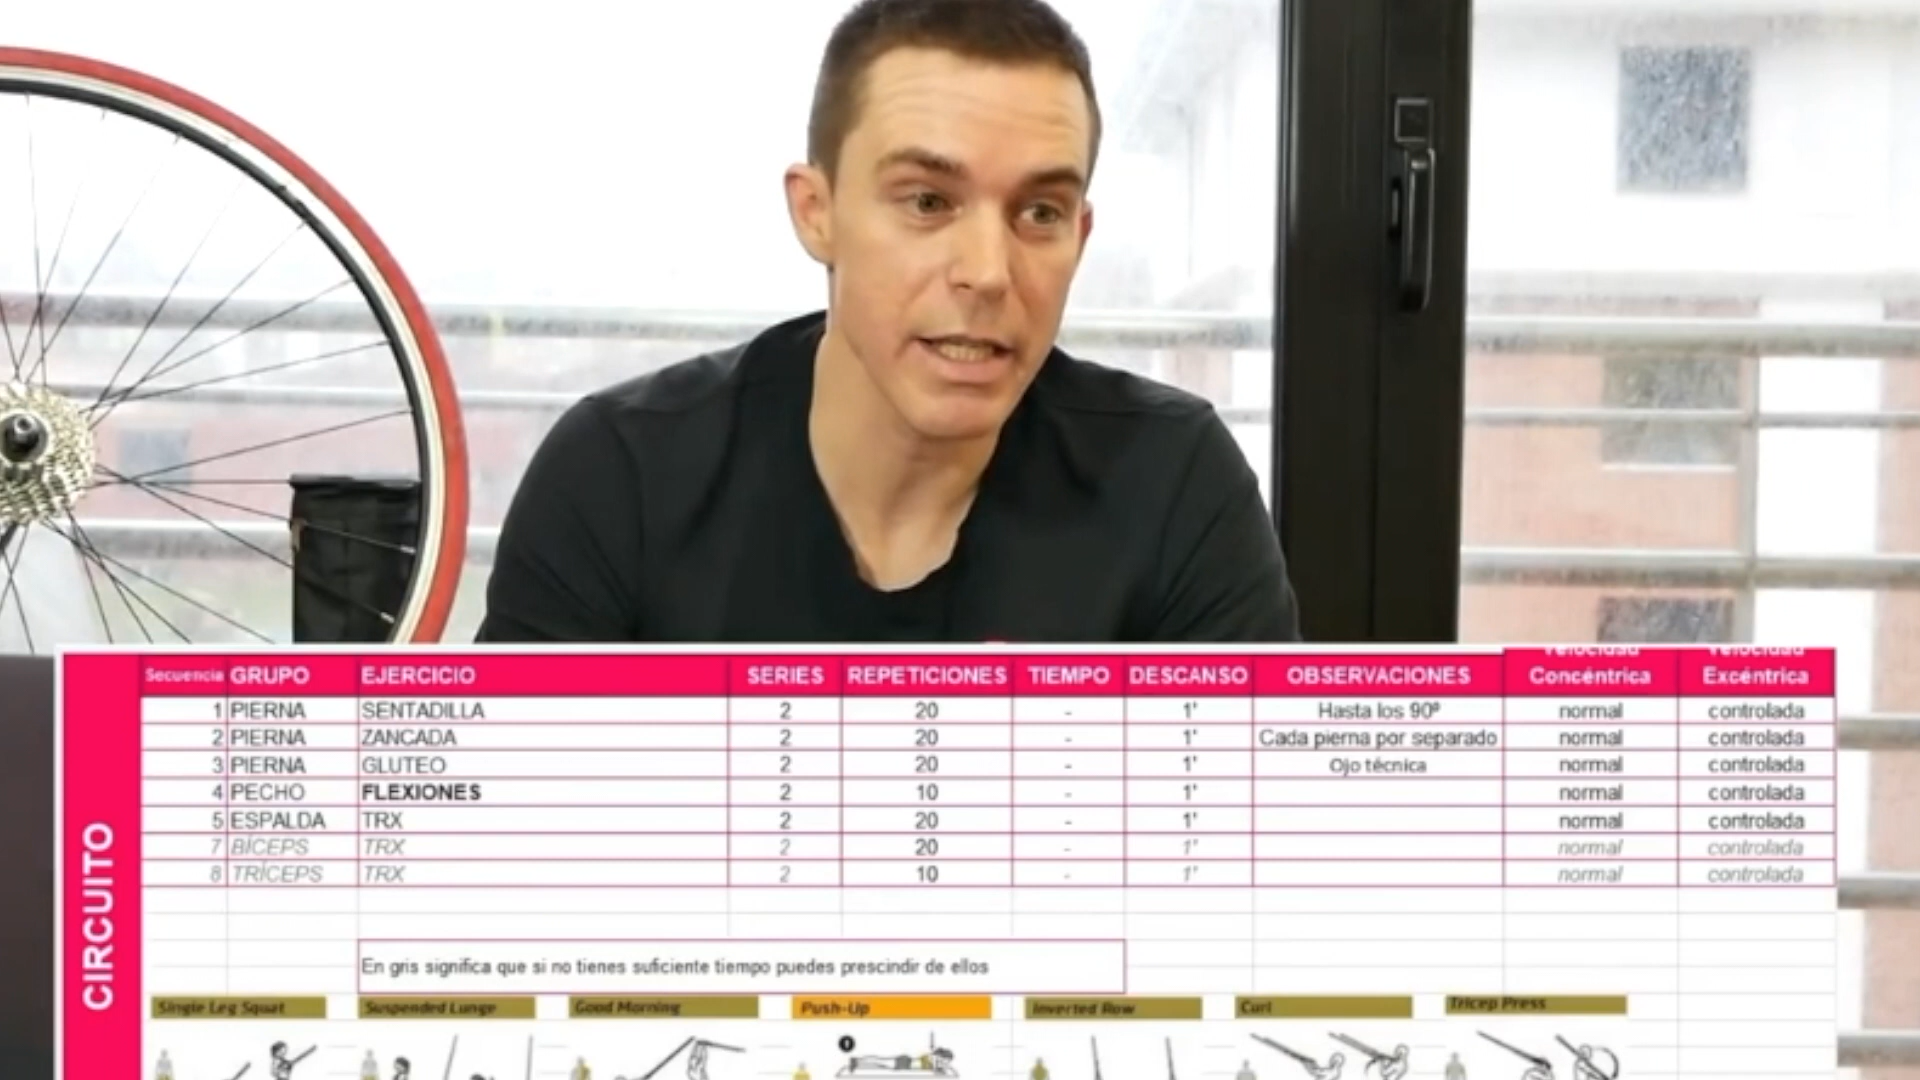 Secuencia GRUPO EJERCICIO SERIES REPETICIONES TIEMPO DESCANSO OBSERVACIONES Velocidad Concéntrica Velocidad Excéntrica
1 PIERNA SENTADILLA 2 20 - 1' Hasta los 90º normal controlada
2 PIERNA ZANCADA 2 20 - 1' Cada pierna por separado normal controlada
3 PIERNA GLUTEO 2 20 - 1' Ojo técnica normal controlada
4 PECHO FLEXIONES 2 10 - 1' normal controlada
5 ESPALDA TRX 2 20 - 1' normal controlada
7 BÍCEPS TRX 2 20 - 1' normal controlada
8 TRÍCEPS TRX 2 10 - 1' normal controlada
CIRCUITO
En gris significa que si no tienes suficiente tiempo puedes prescindir de ellos
Single Leg Squat Suspended Lunge Good Morning Push-Up Inverted Row Curl Tricep Press